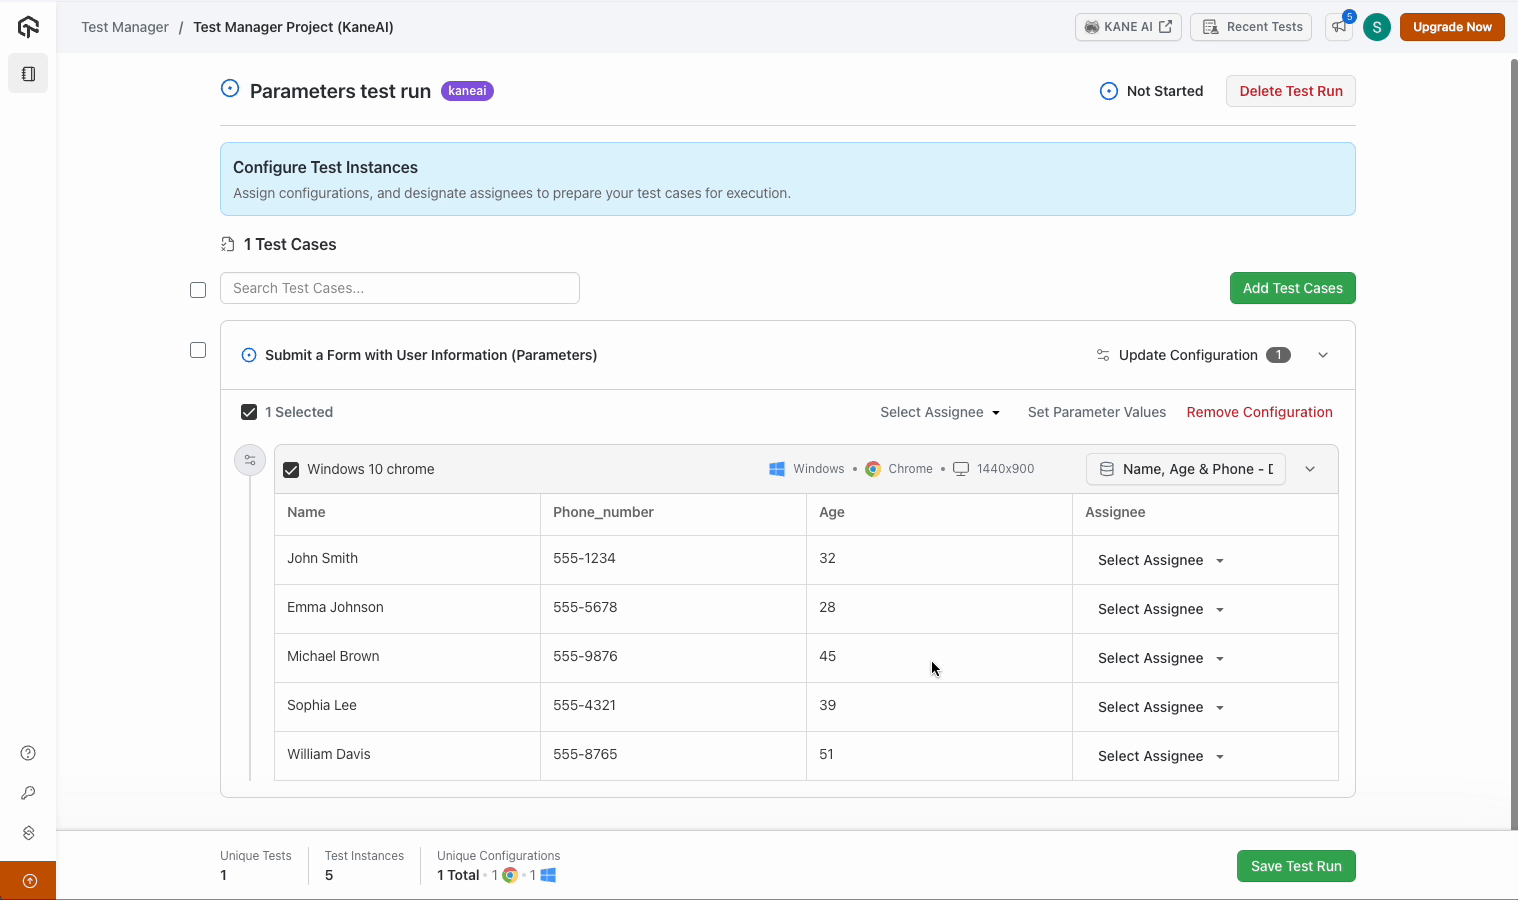 Test Manager / Test Manager Project (KaneAI)
KANE AI
Recent Tests
5
S
Upgrade Now
Parameters test run
kaneai
Not Started
Delete Test Run
Configure Test Instances
Assign configurations, and designate assignees to prepare your test cases for execution.
1 Test Cases
Search Test Cases...
Add Test Cases
Submit a Form with User Information (Parameters)
Update Configuration 1
1 Selected
Select Assignee
Set Parameter Values
Remove Configuration
Windows 10 chrome
Windows • Chrome • 1440x900
Name, Age & Phone -
Name Phone_number Age Assignee
John Smith 555-1234 32 Select Assignee
Emma Johnson 555-5678 28 Select Assignee
Michael Brown 555-9876 45 Select Assignee
Sophia Lee 555-4321 39 Select Assignee
William Davis 555-8765 51 Select Assignee
Unique Tests
1
Test Instances
5
Unique Configurations
1 Total • 1 • 1
Save Test Run